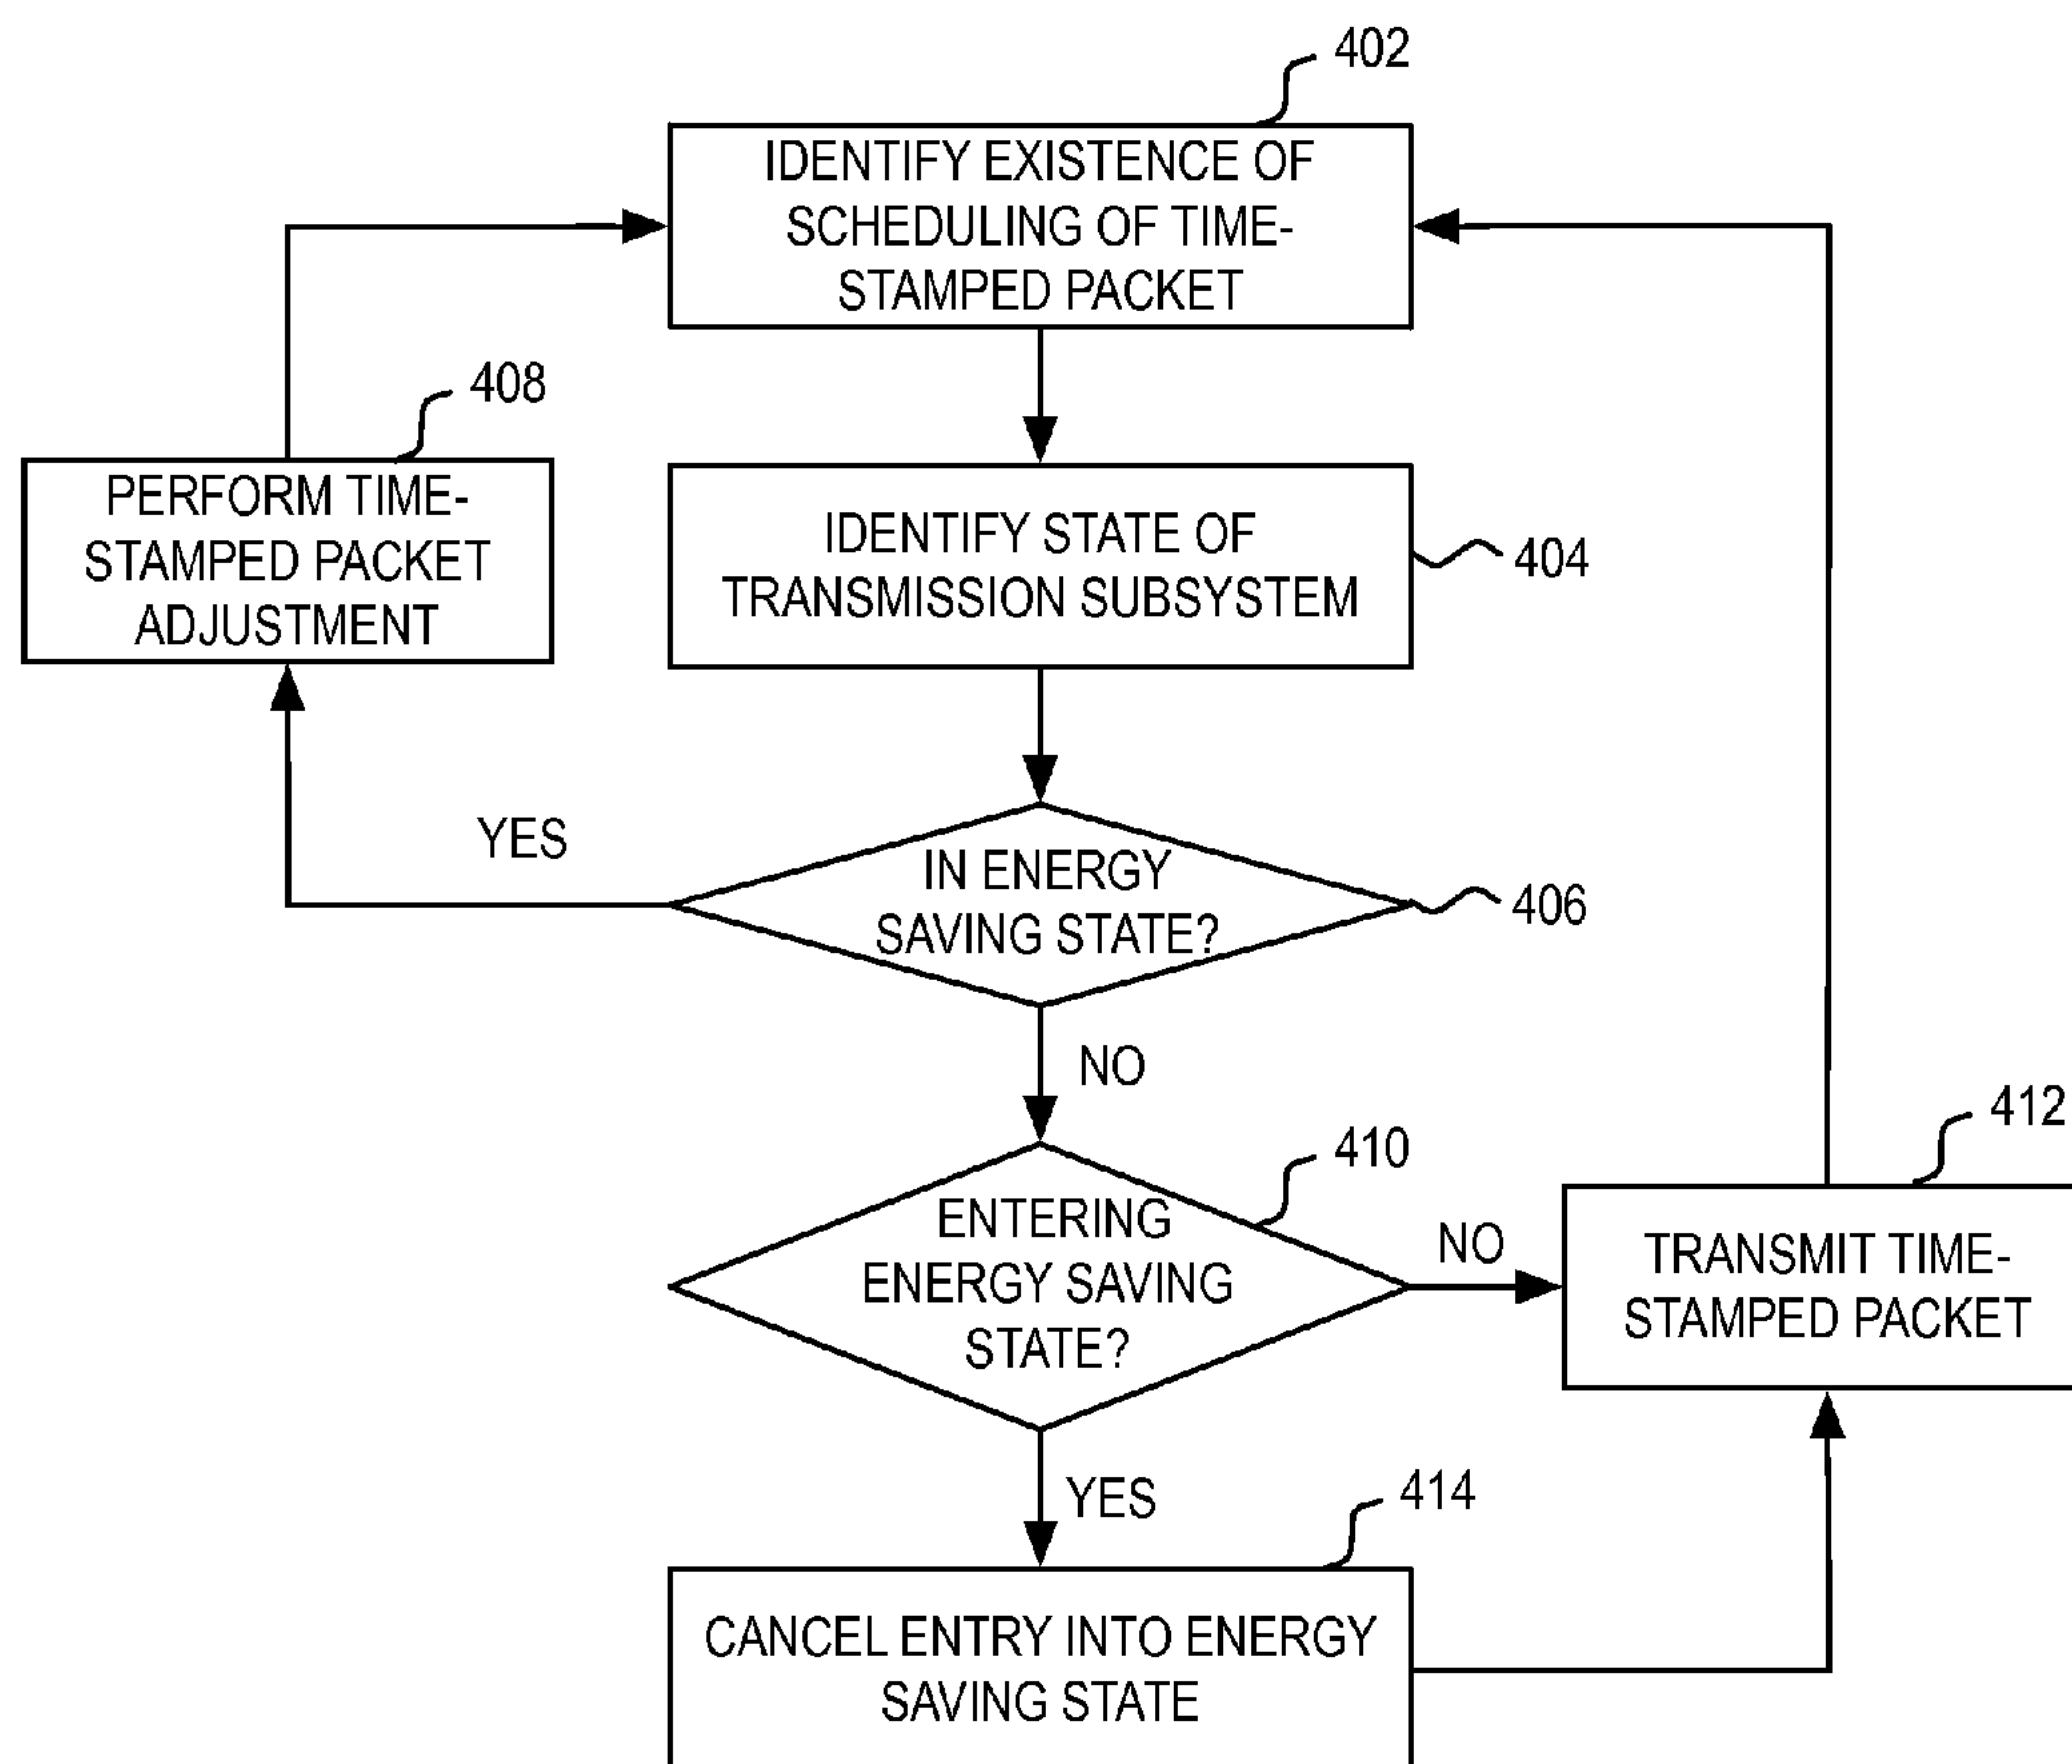 402
IDENTIFY EXISTENCE OF
SCHEDULING OF TIME-
STAMPED PACKET
408
PERFORM TIME-
STAMPED PACKET
ADJUSTMENT
IDENTIFY STATE OF
TRANSMISSION SUBSYSTEM
404
YES
IN ENERGY
SAVING STATE?
406
NO
410
ENTERING
ENERGY SAVING
STATE?
NO
412
TRANSMIT TIME-
STAMPED PACKET
YES
414
CANCEL ENTRY INTO ENERGY
SAVING STATE